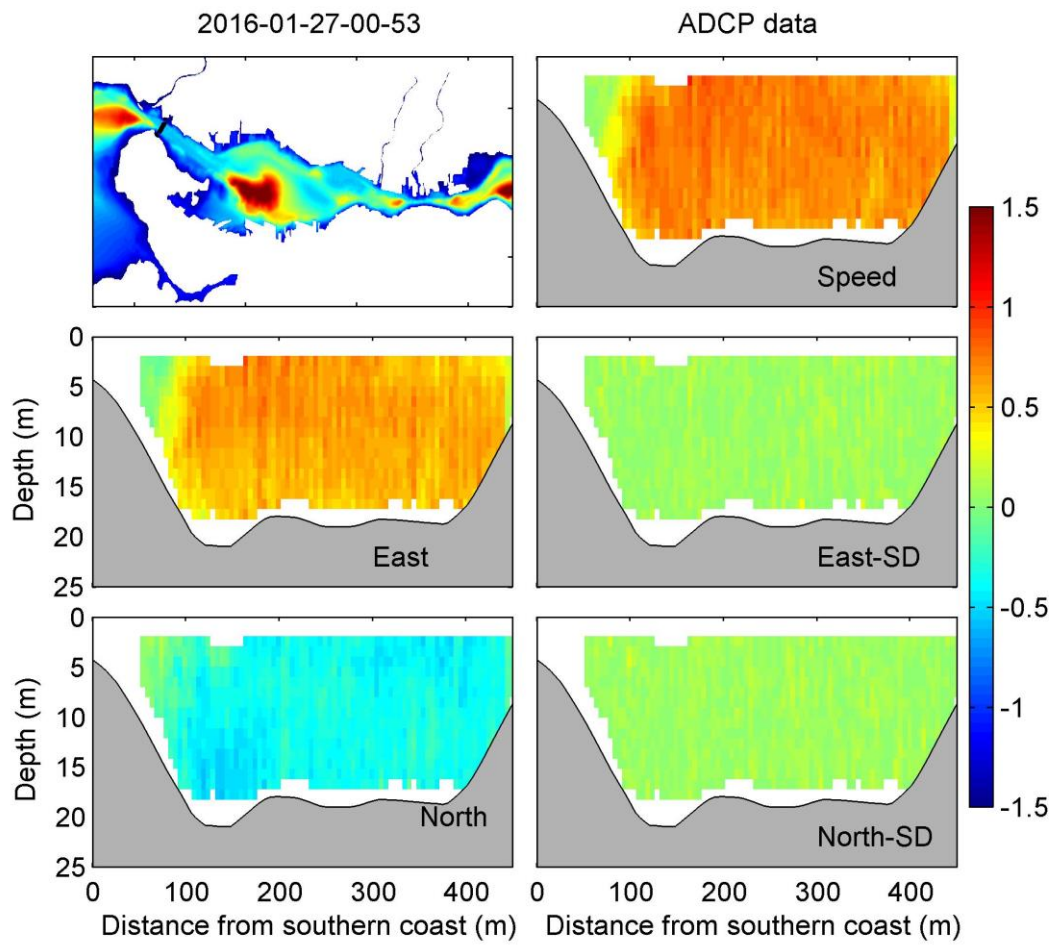 2016-01-27-00-53
ADCP data
Speed
1.5
1
0.5
0
-0.5
-1
-1.5
0
5
10
15
20
25
Depth (m)
East
East-SD
0
5
10
15
20
25
Depth (m)
North
North-SD
0 100 200 300 400
0 100 200 300 400
Distance from southern coast (m)
Distance from southern coast (m)